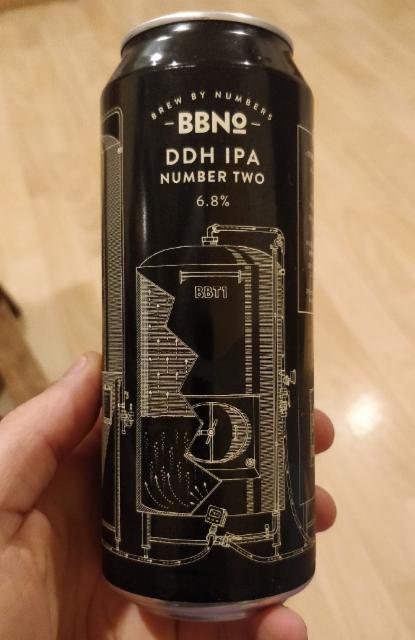 BREW BY NUMBERS
-BBNº-
DDH IPA
NUMBER TWO
6.8%
BBT1